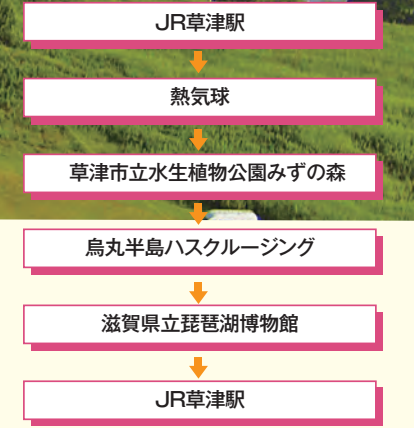 JR草津駅
熱気球
草津市立水生植物公園みずの森
烏丸半島ハスクルージング
滋賀県立琵琶湖博物館
JR草津駅